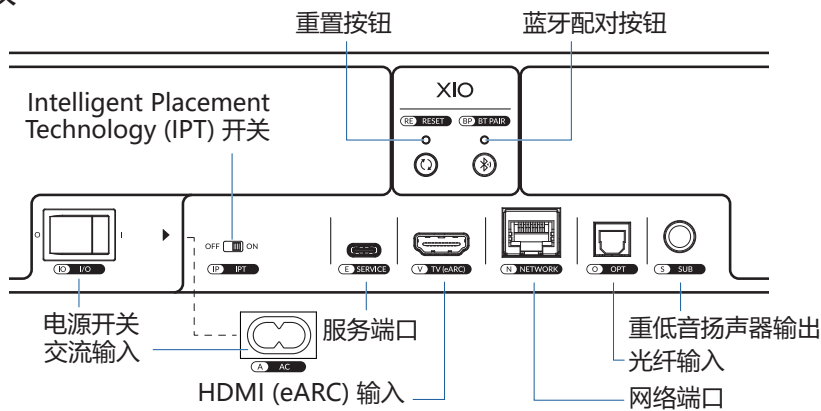 重置按钮
蓝牙配对按钮
XIO
RE RESET
BP BT PAIR
Intelligent Placement
Technology (IPT) 开关
O
I
OFF
ON
IO I/O
IP IPT
E SERVICE
V TV (eARC)
N NETWORK
O OPT
S SUB
电源开关
交流输入
A AC
服务端口
HDMI (eARC) 输入
重低音扬声器输出
光纤输入
网络端口